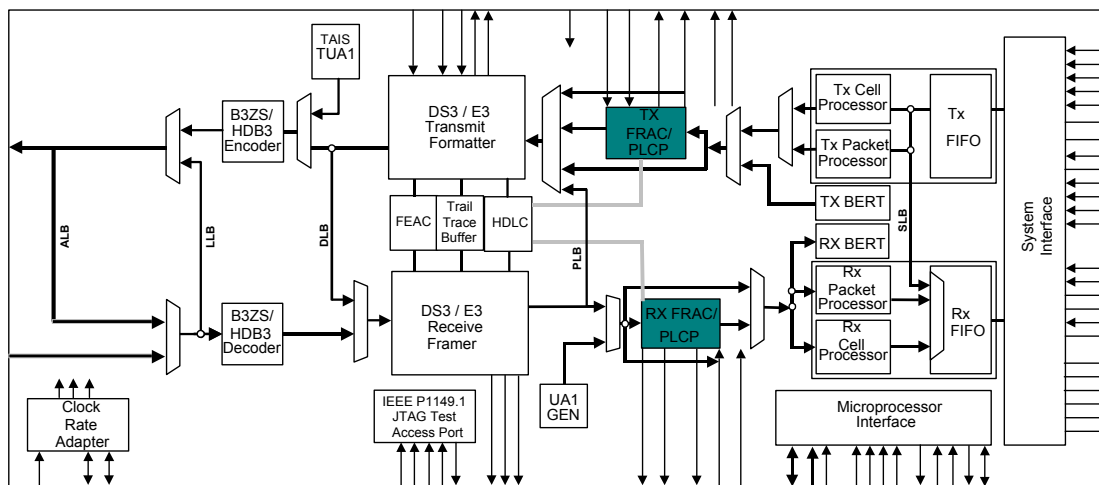 TAIS
TUA1
B3ZS/
HDB3
Encoder
DS3 / E3
Transmit
Formatter
TX
FRAC/
PLCP
Tx Cell
Processor
Tx Packet
Processor
Tx
FIFO
TX BERT
RX BERT
System
Interface
FEAC
Trail
Trace
Buffer
HDLC
ALB
LLB
DLB
PLB
SLB
B3ZS/
HDB3
Decoder
DS3 / E3
Receive
Framer
RX FRAC/
PLCP
Rx
Packet
Processor
Rx
Cell
Processor
Rx
FIFO
UA1
GEN
Clock
Rate
Adapter
IEEE P1149.1
JTAG Test
Access Port
Microprocessor
Interface